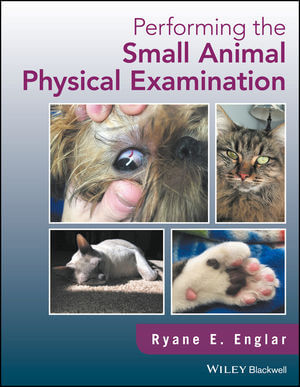 Performing the
Small Animal
Physical Examination
Ryane E. Englar
WILEY Blackwell